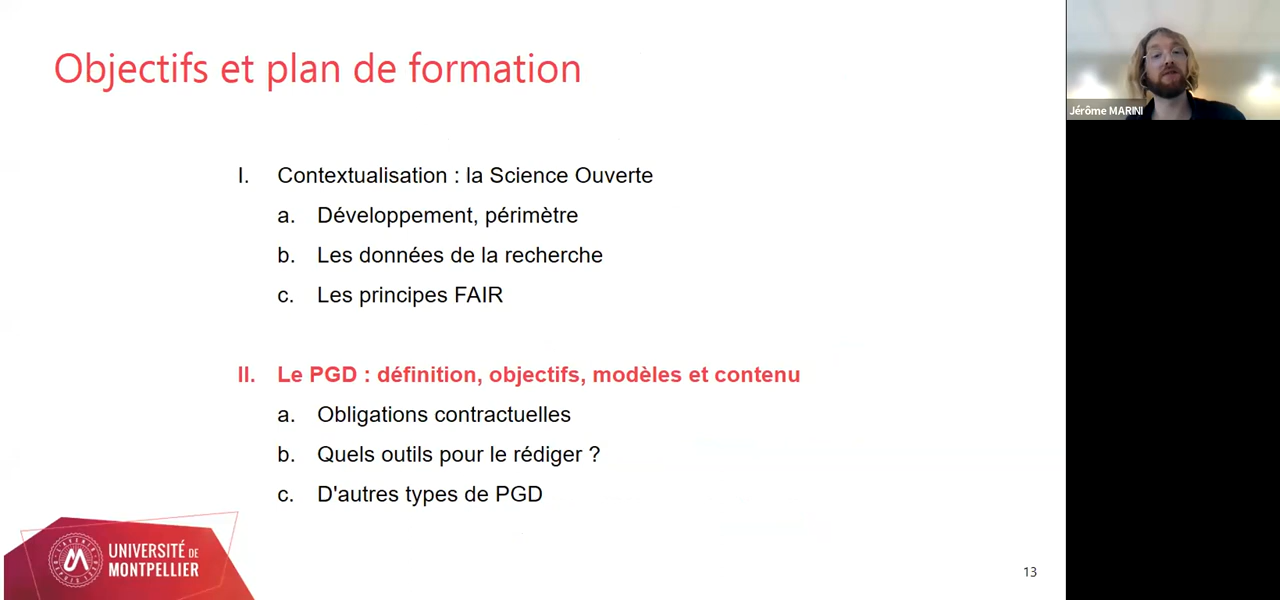 Objectifs et plan de formation
Jérôme MARINI
I. Contextualisation : la Science Ouverte
a. Développement, périmètre
b. Les données de la recherche
c. Les principes FAIR
II. Le PGD : définition, objectifs, modèles et contenu
a. Obligations contractuelles
b. Quels outils pour le rédiger ?
c. D'autres types de PGD
UNIVERSITÉ DE
MONTPELLIER
13